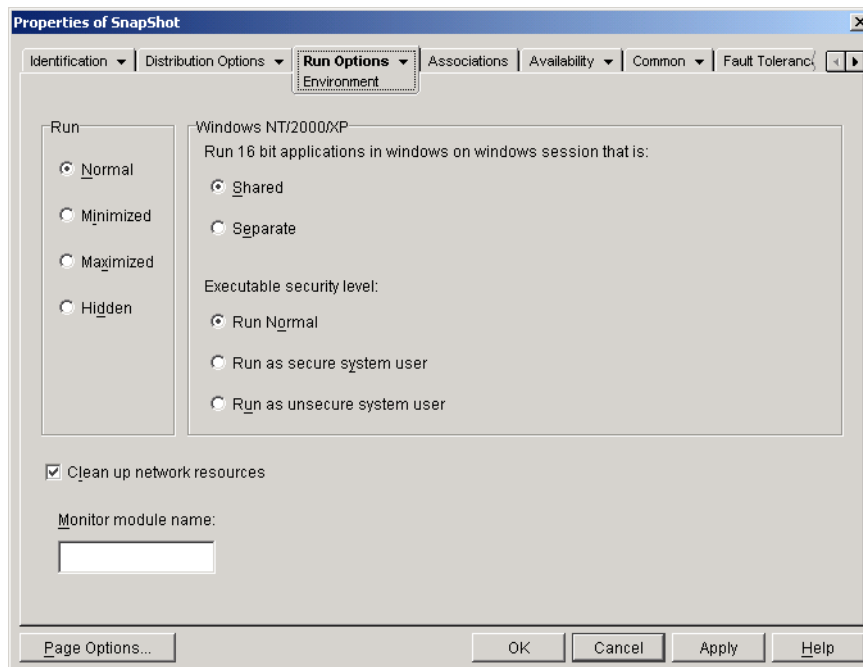 Properties of SnapShot
Identification Distribution Options Run Options Associations Availability Common Fault Toleranc
Environment
Run
Normal
Minimized
Maximized
Hidden
Windows NT/2000/XP
Run 16 bit applications in windows on windows session that is:
Shared
Separate
Executable security level:
Run Normal
Run as secure system user
Run as unsecure system user
Clean up network resources
Monitor module name:
Page Options... OK Cancel Apply Help